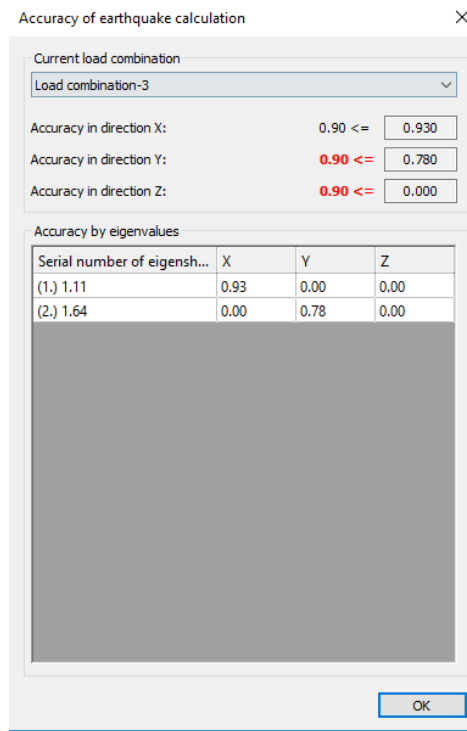 Accuracy of earthquake calculation
Current load combination
Load combination-3
Accuracy in direction X: 0.90 <= 0.930
Accuracy in direction Y: 0.90 <= 0.780
Accuracy in direction Z: 0.90 <= 0.000
Accuracy by eigenvalues
Serial number of eigensh... X Y Z
(1.) 1.11 0.93 0.00 0.00
(2.) 1.64 0.00 0.78 0.00
OK